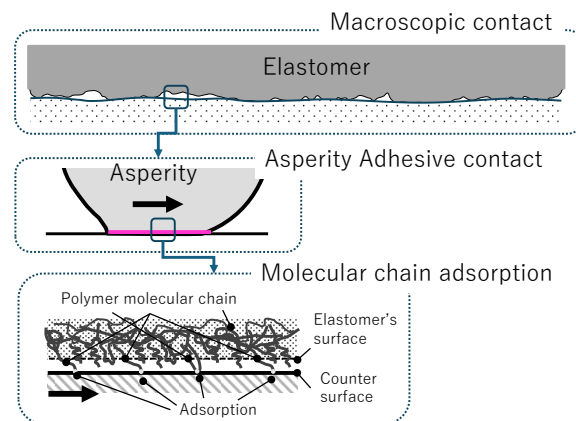 Macroscopic contact
Elastomer
Asperity Adhesive contact
Asperity
Molecular chain adsorption
Polymer molecular chain
Elastomer's
surface
Counter
surface
Adsorption